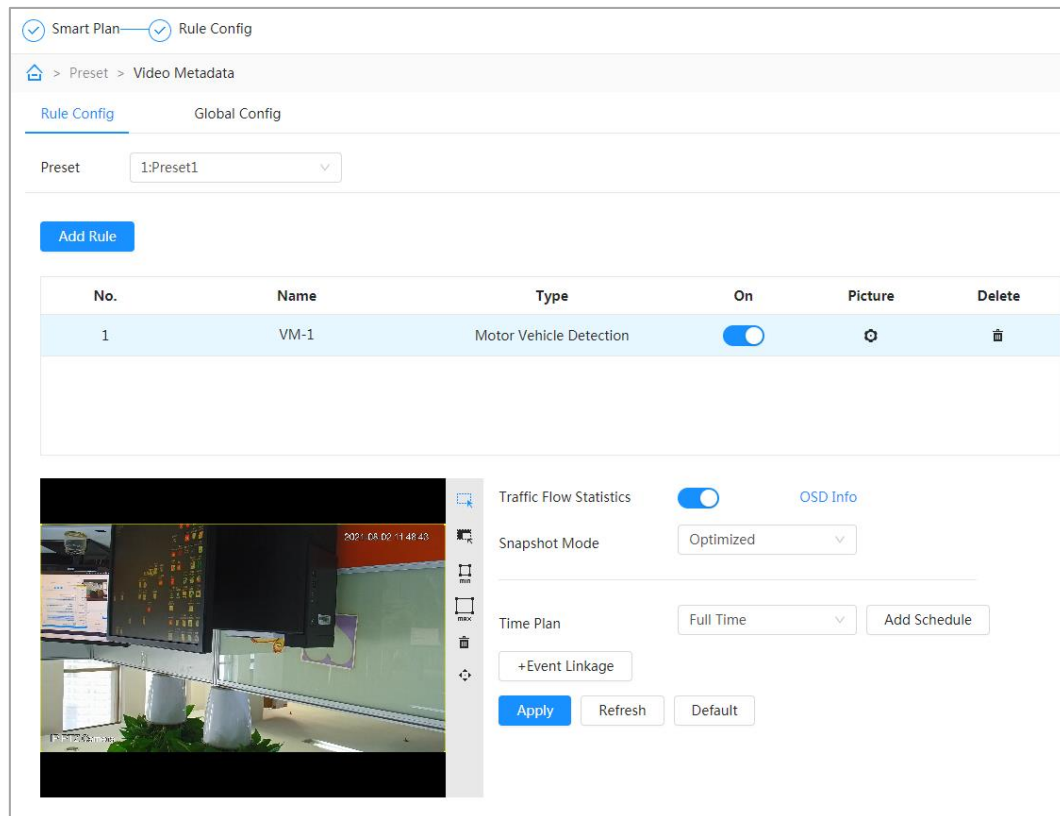 Smart Plan Rule Config
> Preset > Video Metadata
Rule Config Global Config
Preset 1:Preset1
Add Rule
No. Name Type On Picture Delete
1 VM-1 Motor Vehicle Detection
Traffic Flow Statistics OSD Info
2021-08-02 11:48:43
Snapshot Mode Optimized
min
max
Time Plan Full Time Add Schedule
+Event Linkage
Apply Refresh Default